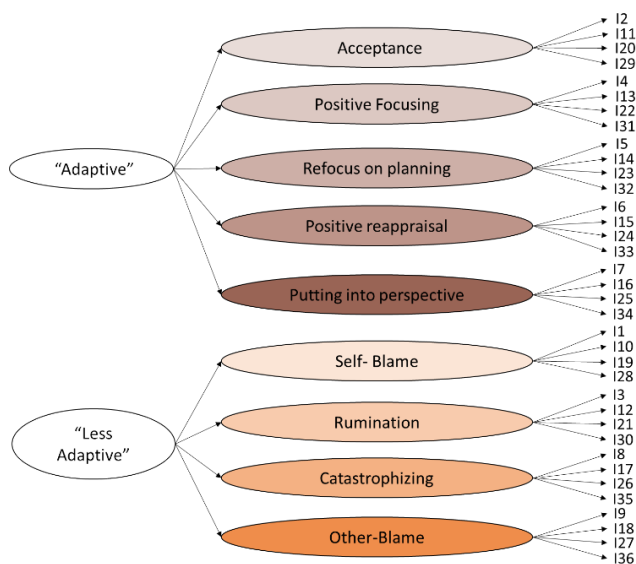 “Adaptive”
Acceptance
I2
I11
I20
I29
Positive Focusing
I4
I13
I22
I31
Refocus on planning
I5
I14
I23
I32
Positive reappraisal
I6
I15
I24
I33
Putting into perspective
I7
I16
I25
I34
“Less
Adaptive”
Self- Blame
I1
I10
I19
I28
Rumination
I3
I12
I21
I30
Catastrophizing
I8
I17
I26
I35
Other-Blame
I9
I18
I27
I36